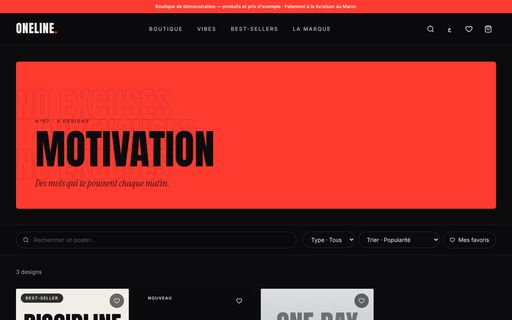 Boutique de démonstration — produits et prix d'exemple · Paiement à la livraison au Maroc
ONELINE.
BOUTIQUE VIBES BEST-SELLERS LA MARQUE
ع
NO EXCUSES
N°07 · 3 DESIGNS
MOTIVATION
Des mots qui te poussent chaque matin.
Rechercher un poster...
Type · Tous
Trier · Popularité
Mes favoris
3 designs
BEST-SELLER
NOUVEAU
DISCIPLINE
ONE DAY